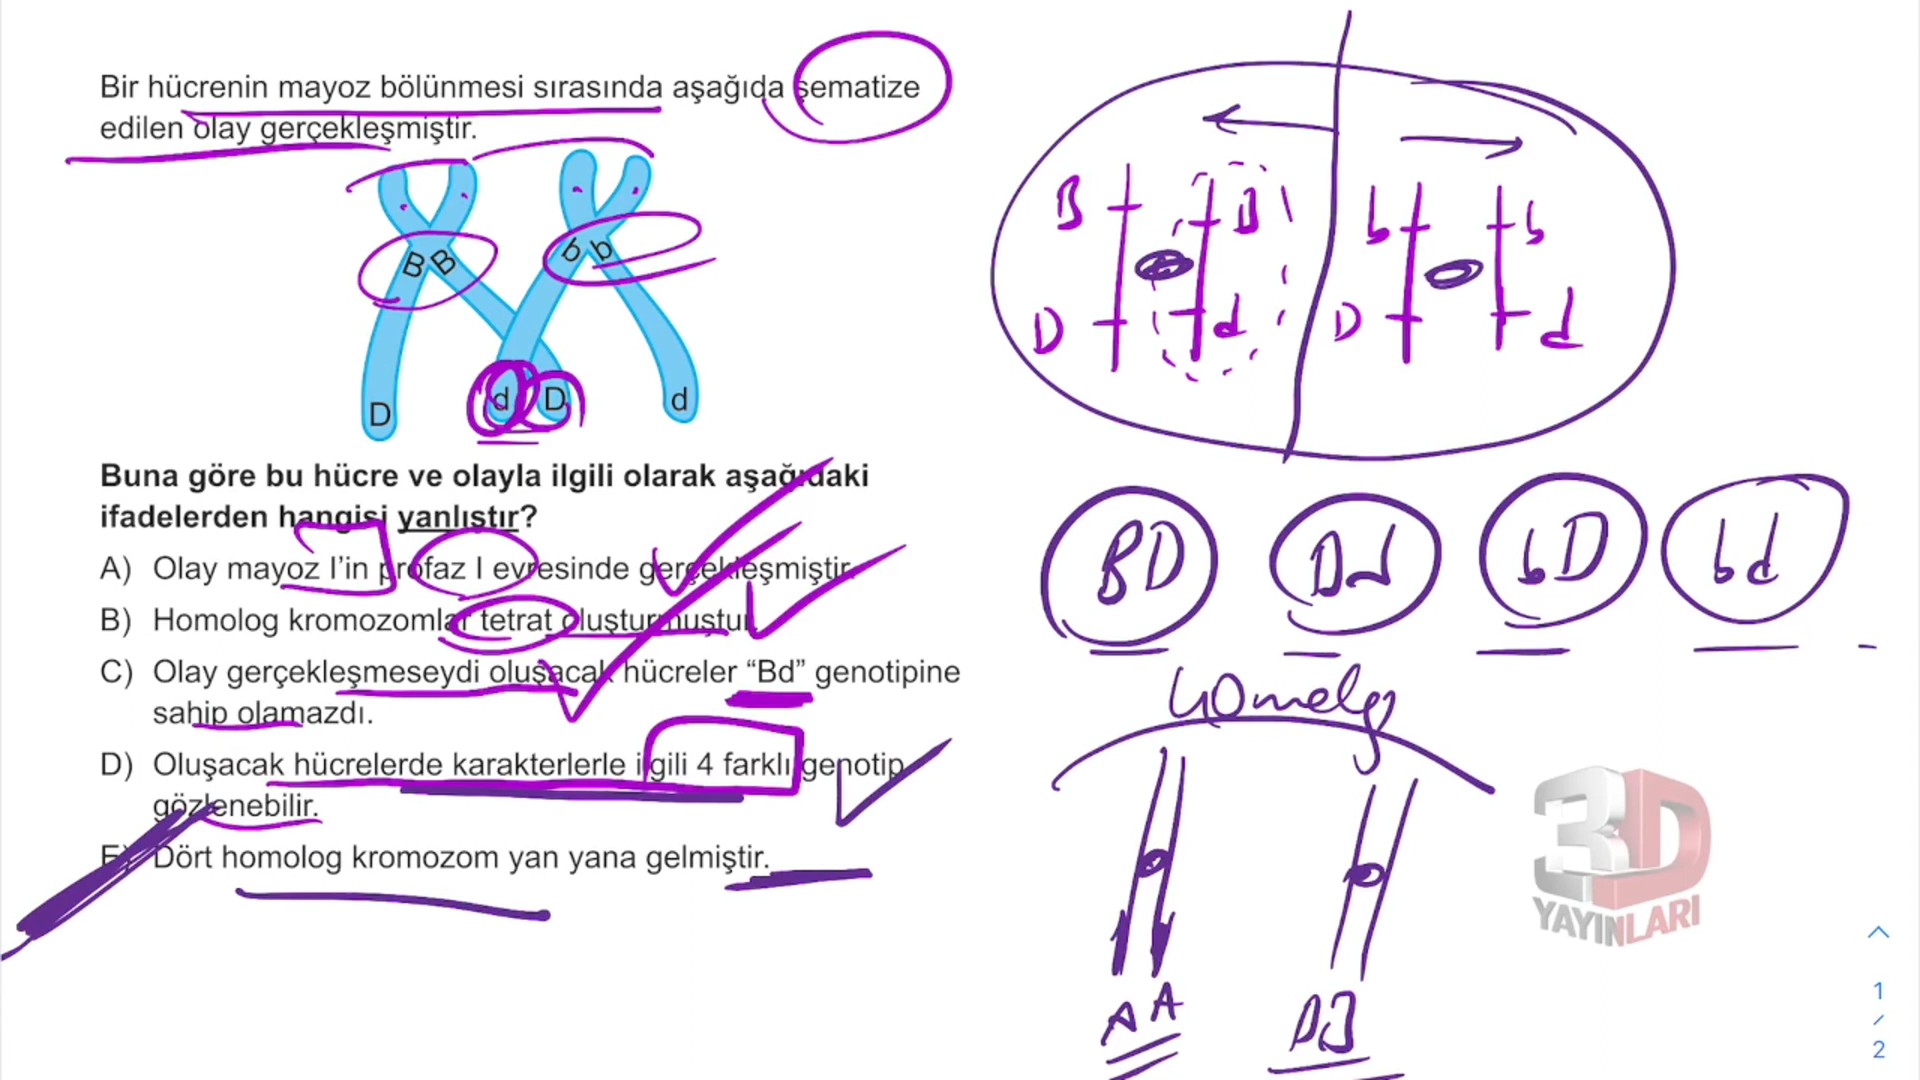 Bir hücrenin mayoz bölünmesi sırasında aşağıda şematize
edilen olay gerçekleşmiştir.
B B b b
D d D d
Buna göre bu hücre ve olayla ilgili olarak aşağıdaki
ifadelerden hangisi yanlıştır?
A) Olay mayoz I’in profaz I evresinde gerçekleşmiştir.
B) Homolog kromozomlar tetrat oluşturmuştur.
C) Olay gerçekleşmeseydi oluşacak hücreler “Bd” genotipine
sahip olamazdı.
D) Oluşacak hücrelerde karakterlerle ilgili 4 farklı genotip
gözlenebilir.
E) Dört homolog kromozom yan yana gelmiştir.
B B b b
D d D d
BD Dd bD bd
A A
3D
YAYINLARI
1
/
2